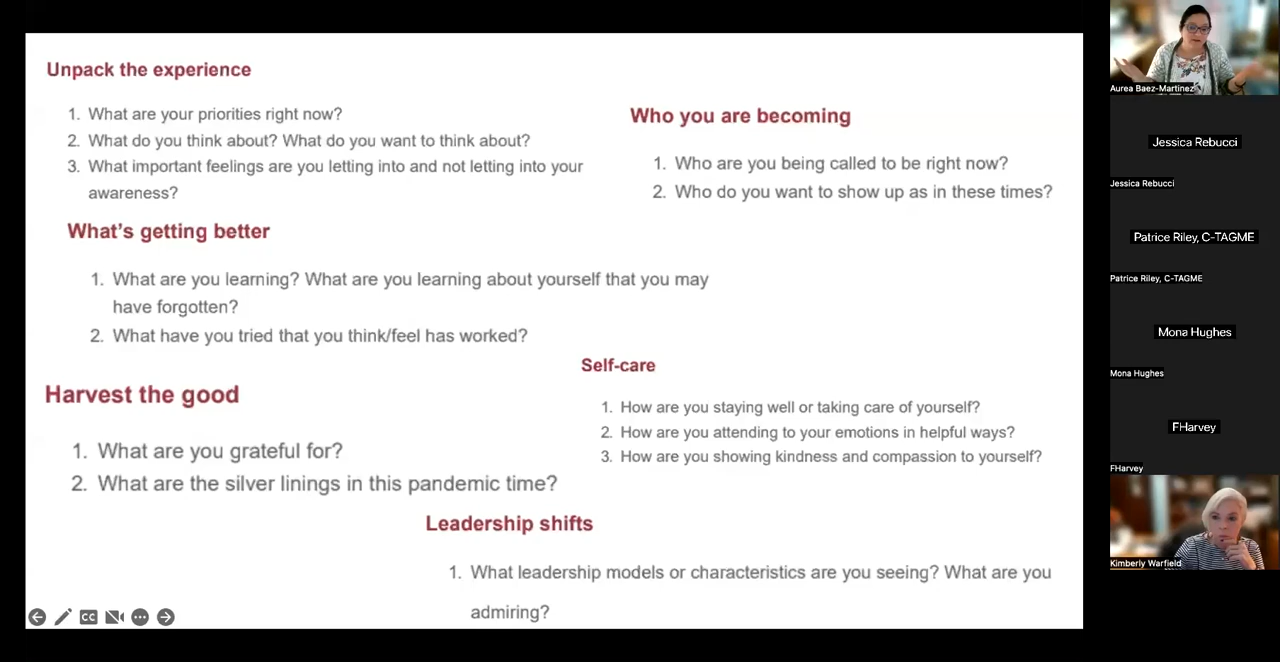 Unpack the experience
1. What are your priorities right now?
2. What do you think about? What do you want to think about?
3. What important feelings are you letting into and not letting into your
awareness?
Who you are becoming
1. Who are you being called to be right now?
2. Who do you want to show up as in these times?
What's getting better
1. What are you learning? What are you learning about yourself that you may
have forgotten?
2. What have you tried that you think/feel has worked?
Self-care
1. How are you staying well or taking care of yourself?
2. How are you attending to your emotions in helpful ways?
3. How are you showing kindness and compassion to yourself?
Harvest the good
1. What are you grateful for?
2. What are the silver linings in this pandemic time?
Leadership shifts
1. What leadership models or characteristics are you seeing? What are you
admiring?
CC
Aurea Baez-Martinez
Jessica Rebucci
Jessica Rebucci
Patrice Riley, C-TAGME
Patrice Riley, C-TAGME
Mona Hughes
Mona Hughes
FHarvey
FHarvey
Kimberly Warfield